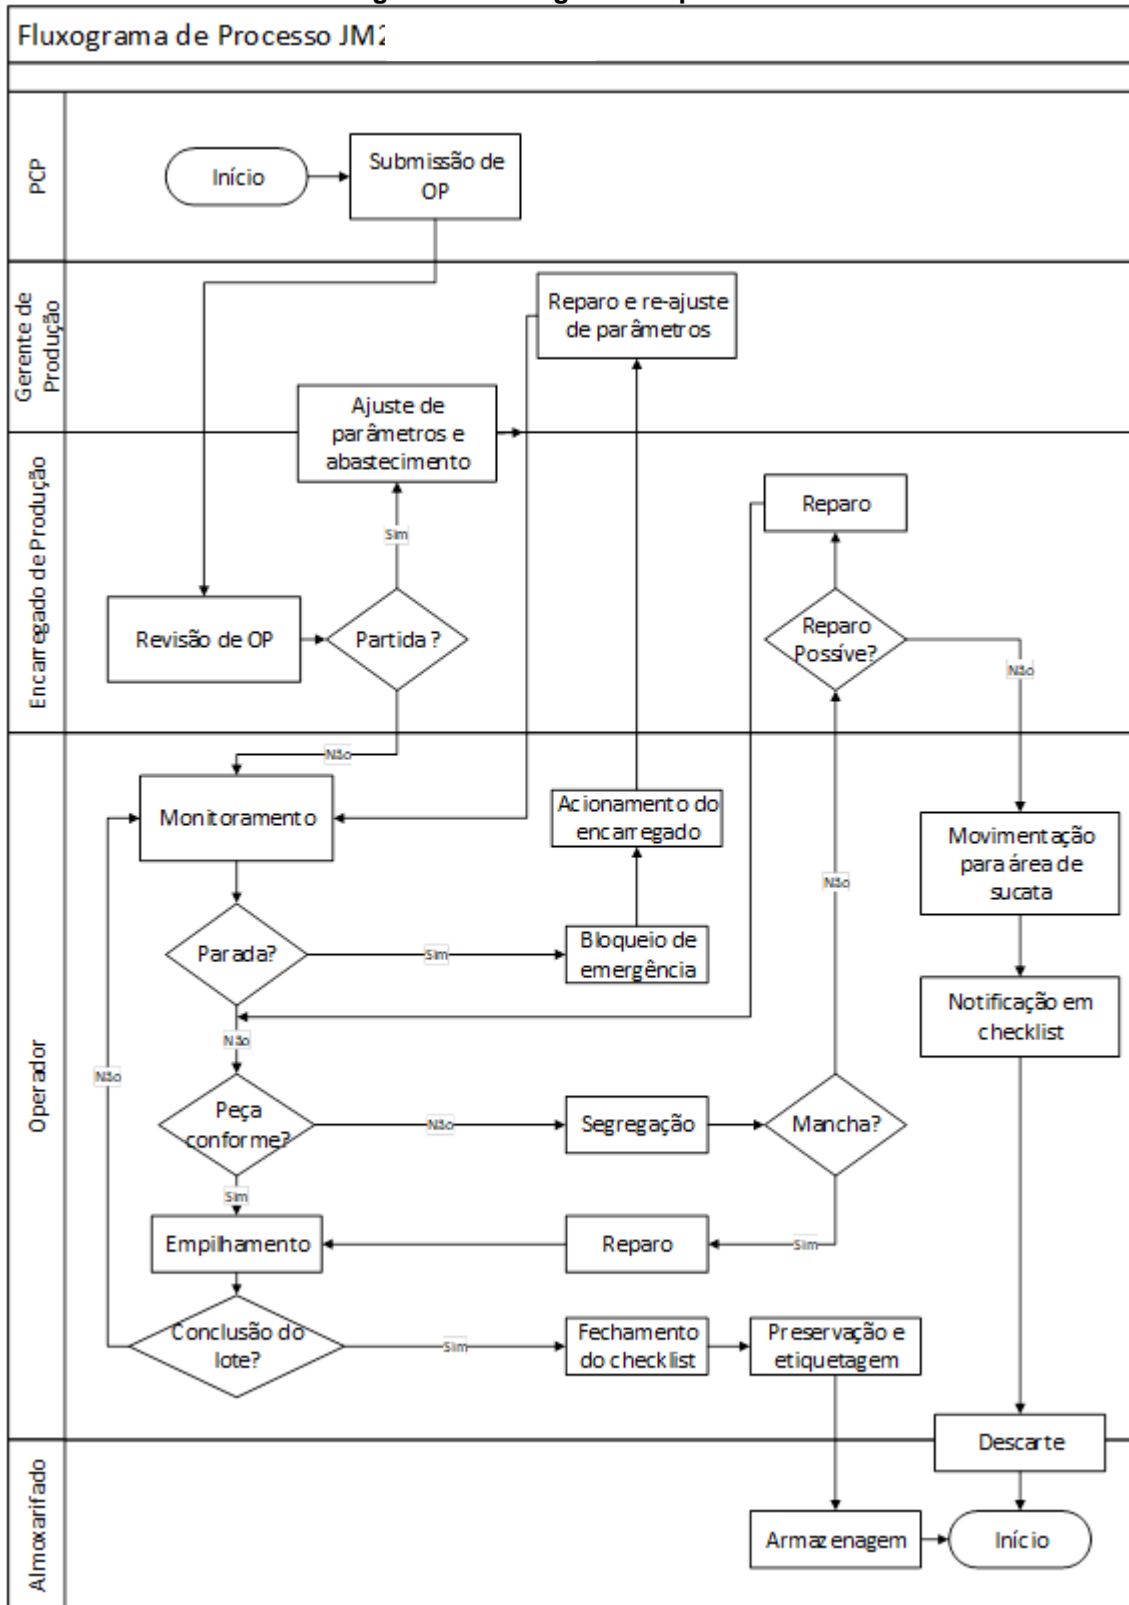 Fluxograma de Processo JM2
PCP
Início
Submissão de
OP
Gerente de
Produção
Reparo e re-ajuste
de parâmetros
Ajuste de
parâmetros e
abastecimento
Encarregado de Produção
Reparo
Sim
Revisão de OP
Partida ?
Reparo
Possíve?
Não
Não
Operador
Monitoramento
Acionamento do
encarregado
Movimentação
para área de
sucata
Não
Parada?
Sim
Bloqueio de
emergência
Notificação em
checklist
Não
Não
Peça
conforme?
Não
Segregação
Mancha?
Sim
Empilhamento
Reparo
Sim
Conclusão do
lote?
Sim
Fechamento
do checklist
Preservação e
etiquetagem
Descarte
Almoxarifado
Armazenagem
Início